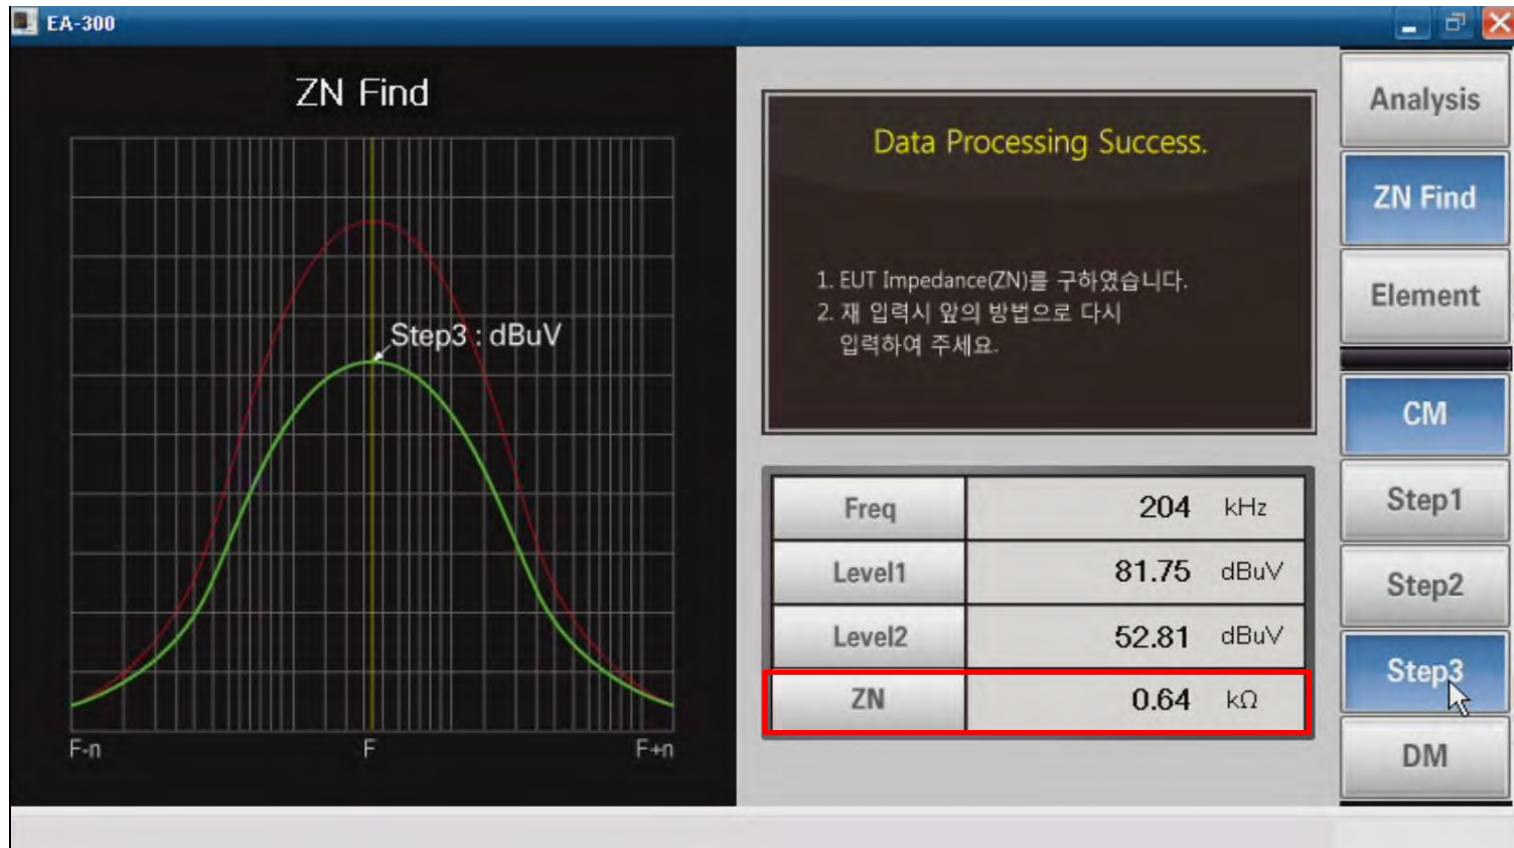 EA-300
ZN Find
Step3 : dBuV
F-n
F
F+n
Data Processing Success.
1. EUT Impedance(ZN)를 구하였습니다.
2. 재 입력시 앞의 방법으로 다시
입력하여 주세요.
Freq 204 kHz
Level1 81.75 dBuV
Level2 52.81 dBuV
ZN 0.64 kΩ
Analysis
ZN Find
Element
CM
Step1
Step2
Step3
DM